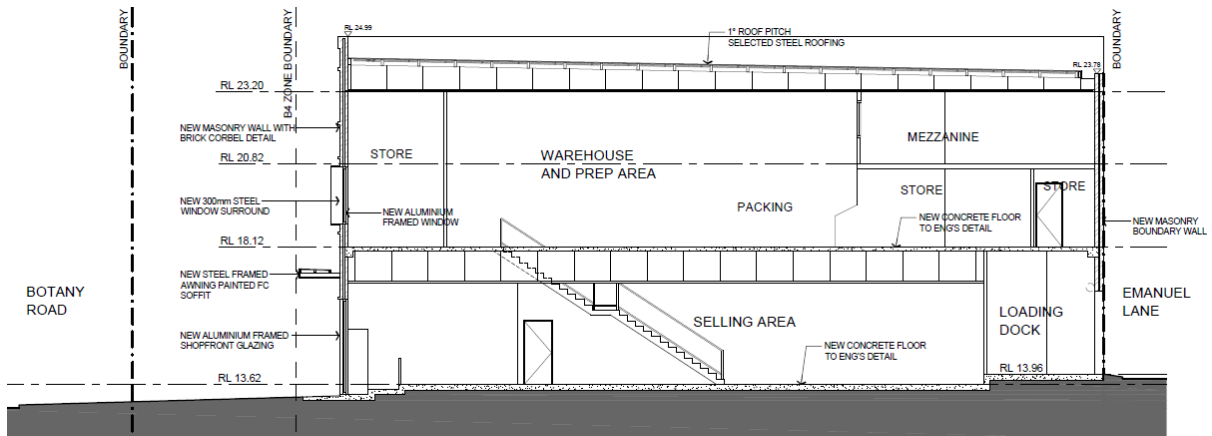 BOUNDARY
B4 ZONE BOUNDARY
RL 24.99
1° ROOF PITCH
SELECTED STEEL ROOFING
BOUNDARY
RL 23.78
RL 23.20
NEW MASONRY WALL WITH
BRICK CORBEL DETAIL
STORE
WAREHOUSE
AND PREP AREA
MEZZANINE
RL 20.82
NEW 300mm STEEL
WINDOW SURROUND
NEW ALUMINIUM
FRAMED WINDOW
PACKING
STORE
STORE
NEW CONCRETE FLOOR
TO ENG'S DETAIL
NEW MASONRY
BOUNDARY WALL
RL 18.12
NEW STEEL FRAMED
AWNING PAINTED FC
SOFFIT
BOTANY
ROAD
NEW ALUMINIUM FRAMED
SHOPFRONT GLAZING
SELLING AREA
LOADING
DOCK
EMANUEL
LANE
NEW CONCRETE FLOOR
TO ENG'S DETAIL
RL 13.96
RL 13.62